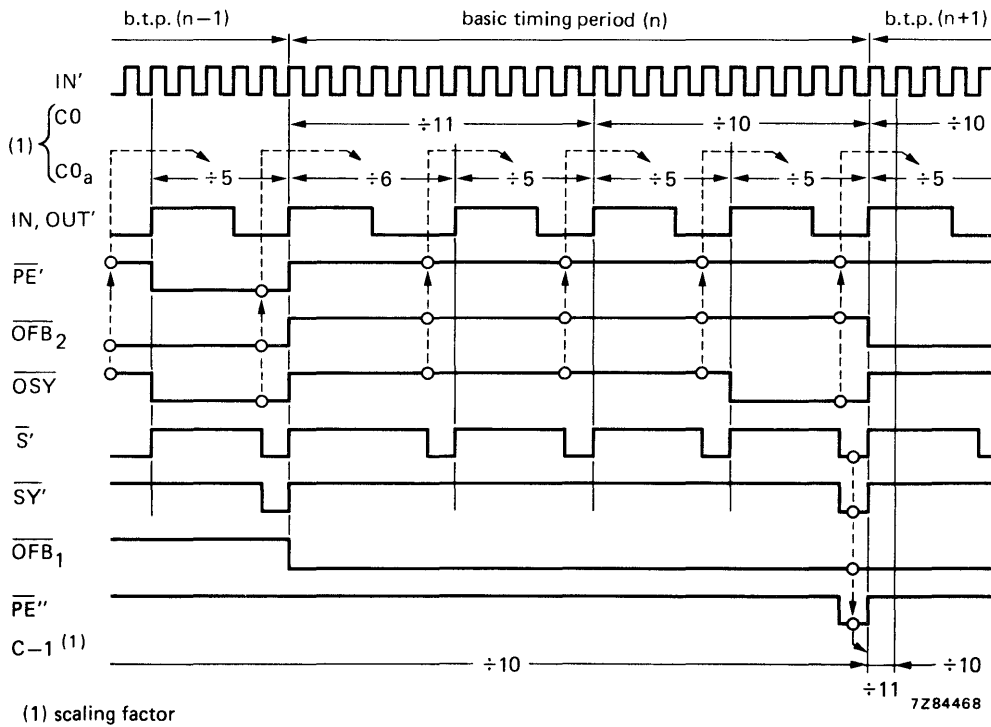 b.t.p. (n−1)
basic timing period (n)
b.t.p. (n+1)
IN'
(1)
C0
÷11
÷10
÷10
C0a
÷5
÷6
÷5
÷5
÷5
÷5
IN, OUT'
PE'
OFB2
OSY
S'
SY'
OFB1
PE''
C−1 (1)
÷10
÷10
÷11
(1) scaling factor
7Z84468